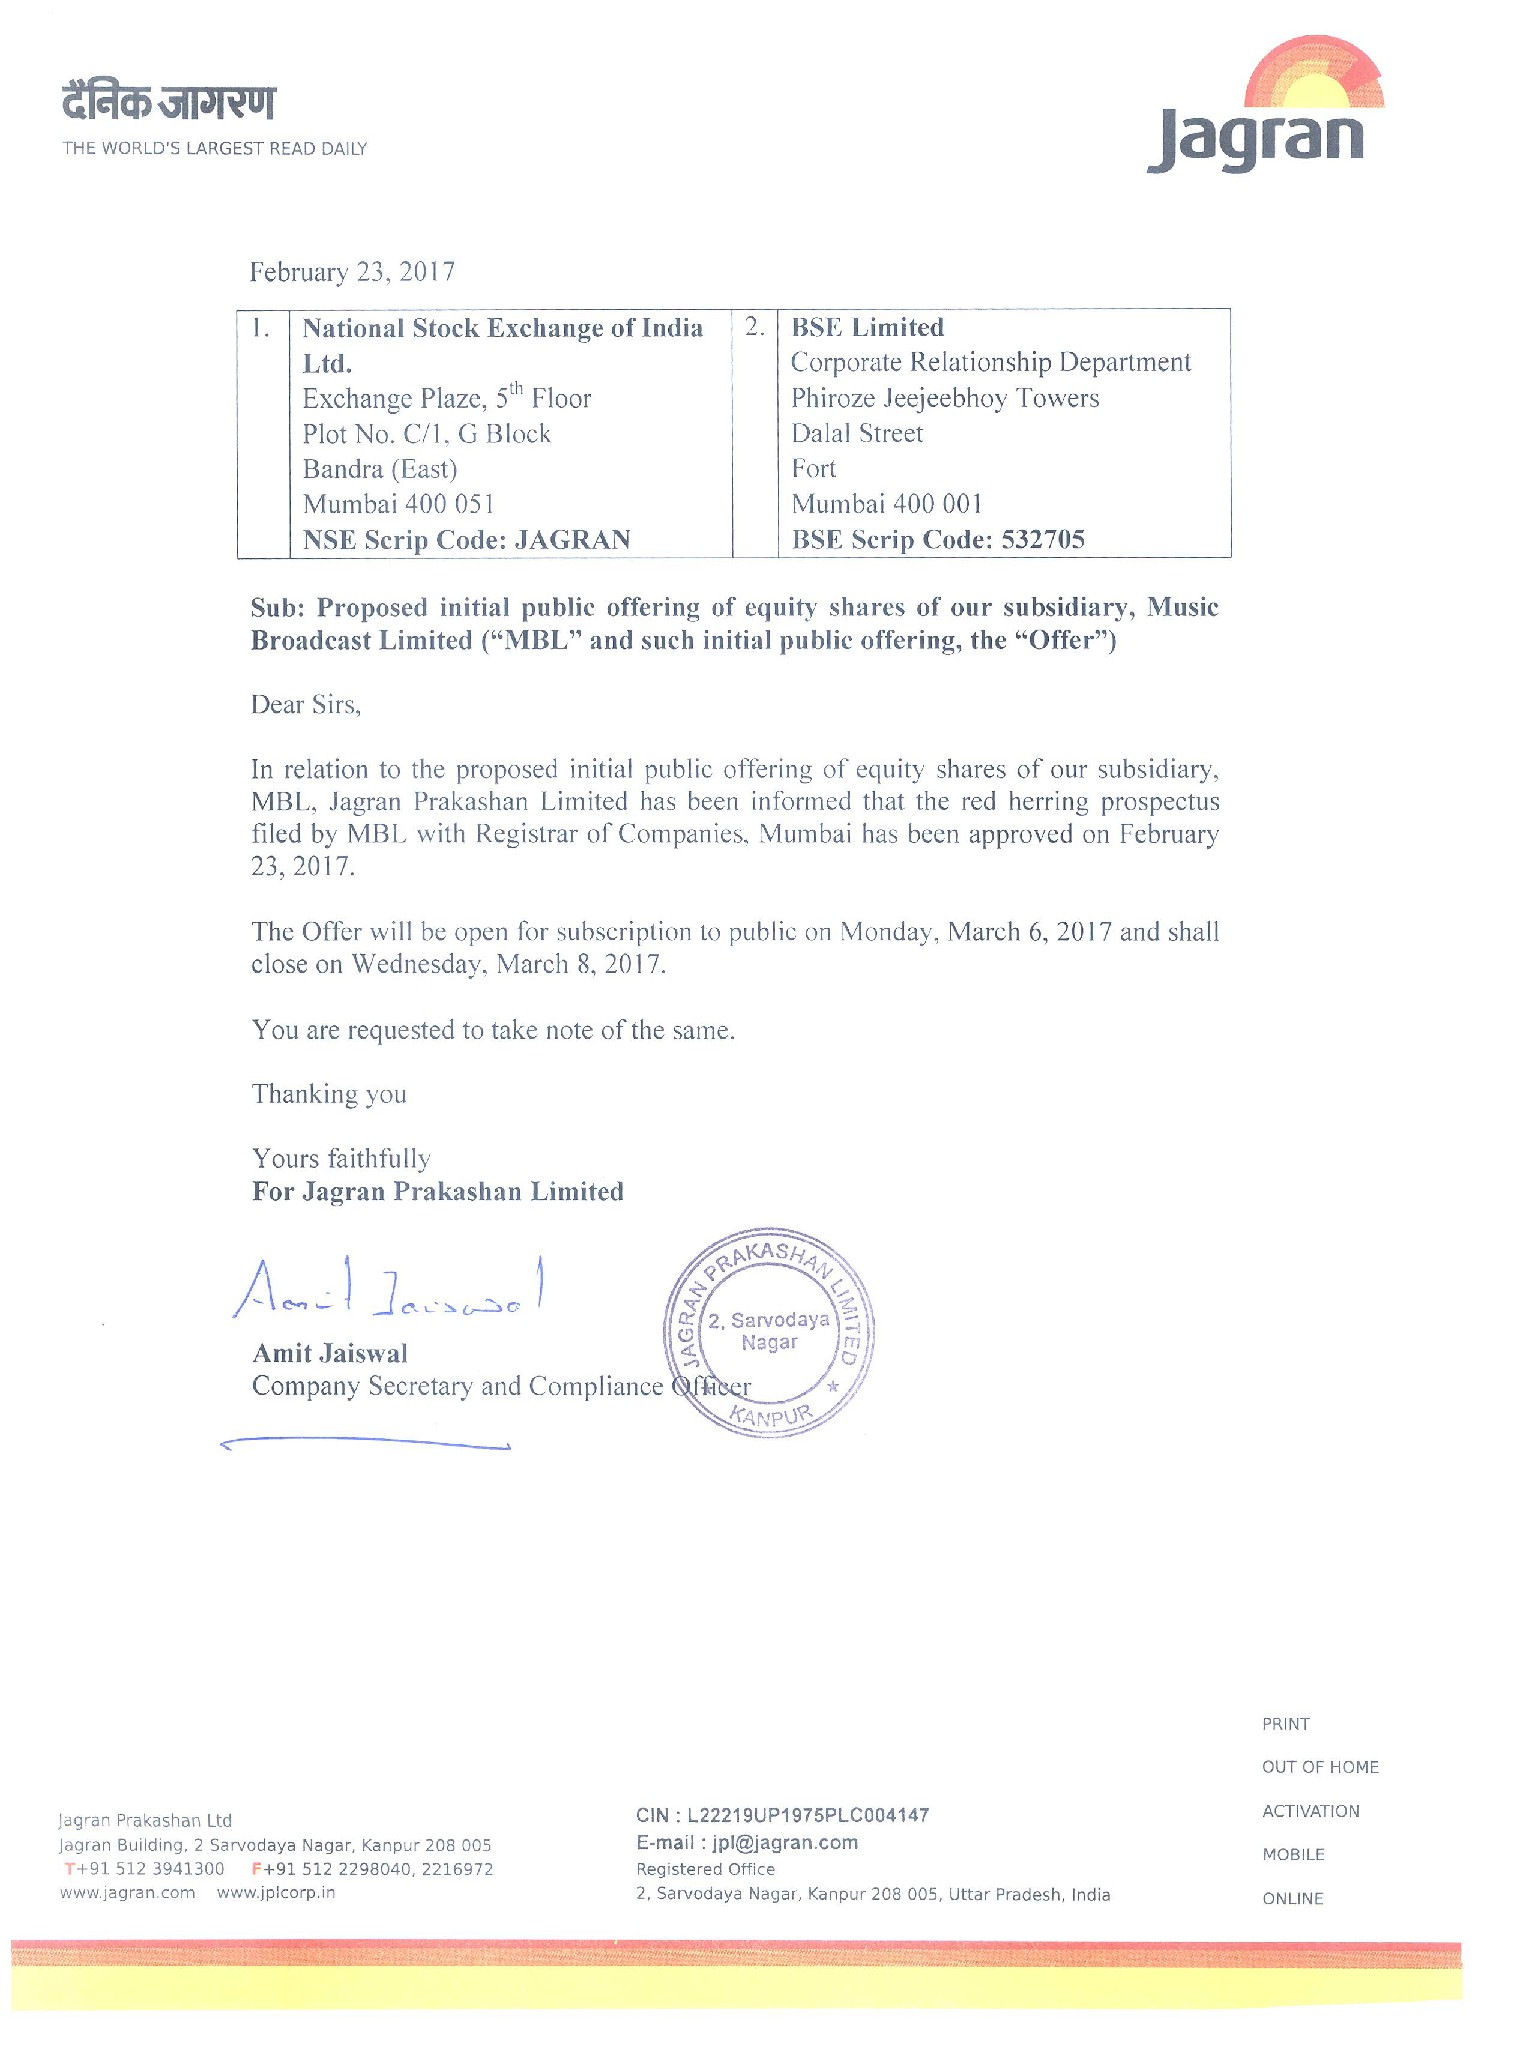 दैनिक जागरण
THE WORLD'S LARGEST READ DAILY
Jagran
February 23, 2017
1. National Stock Exchange of India
Ltd.
Exchange Plaze, 5th Floor
Plot No. C/1, G Block
Bandra (East)
Mumbai 400 051
NSE Scrip Code: JAGRAN
2. BSE Limited
Corporate Relationship Department
Phiroze Jeejeebhoy Towers
Dalal Street
Fort
Mumbai 400 001
BSE Scrip Code: 532705
Sub: Proposed initial public offering of equity shares of our subsidiary, Music
Broadcast Limited (“MBL” and such initial public offering, the “Offer”)
Dear Sirs,
In relation to the proposed initial public offering of equity shares of our subsidiary,
MBL, Jagran Prakashan Limited has been informed that the red herring prospectus
filed by MBL with Registrar of Companies, Mumbai has been approved on February
23, 2017.
The Offer will be open for subscription to public on Monday, March 6, 2017 and shall
close on Wednesday, March 8, 2017.
You are requested to take note of the same.
Thanking you
Yours faithfully
For Jagran Prakashan Limited
Amit Jaiswal
JAGRAN PRAKASHAN LIMITED
2, Sarvodaya
Nagar
KANPUR
Amit Jaiswal
Company Secretary and Compliance Officer
PRINT
OUT OF HOME
ACTIVATION
MOBILE
ONLINE
Jagran Prakashan Ltd
Jagran Building, 2 Sarvodaya Nagar, Kanpur 208 005
T+91 512 3941300 F+91 512 2298040, 2216972
www.jagran.com www.jplcorp.in
CIN : L22219UP1975PLC004147
E-mail : jpl@jagran.com
Registered Office
2, Sarvodaya Nagar, Kanpur 208 005, Uttar Pradesh, India